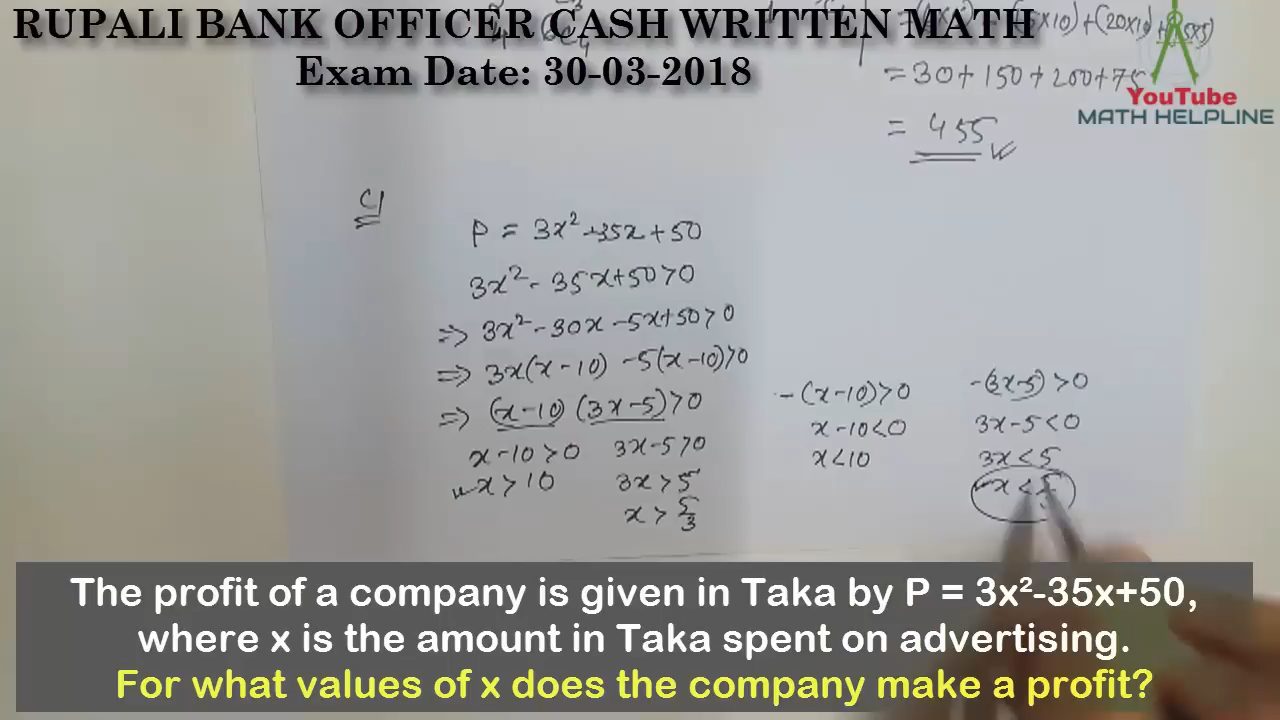 RUPALI BANK OFFICER CASH WRITTEN MATH
Exam Date: 30-03-2018
YouTube
MATH HELPLINE
= 30+150+200+75
= 455
C)
P = 3x² - 35x + 50
3x² - 35x+50>0
=> 3x² - 30x - 5x+50>0
=> 3x(x-10) -5(x-10)>0
=> (x-10) (3x-5)>0
x-10>0 3x-5>0
x>10 3x>5
x > 5/3
-(x-10)>0 -(3x-5)>0
x-10<0 3x-5<0
x<10 3x<5
x<
The profit of a company is given in Taka by P = 3x²-35x+50,
where x is the amount in Taka spent on advertising.
For what values of x does the company make a profit?